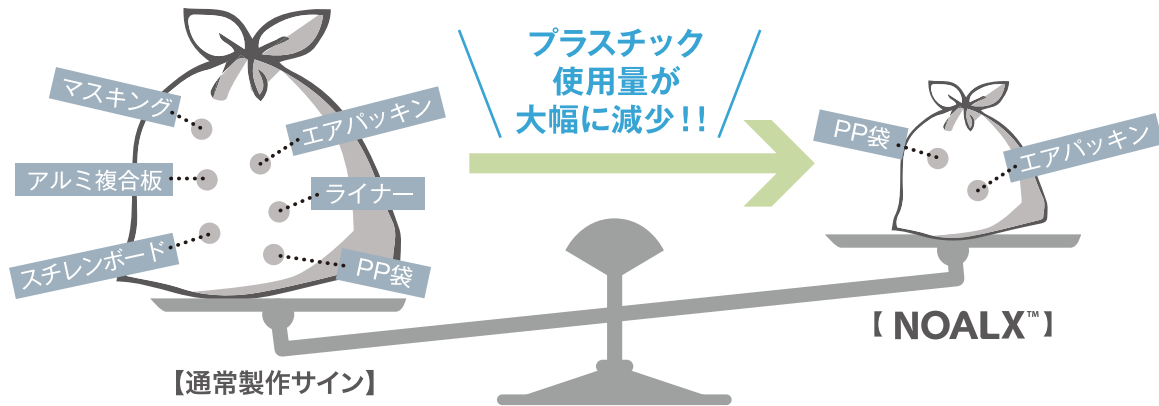 プラスチック
使用量が
大幅に減少!!
マスキング
エアパッキン
アルミ複合板
ライナー
スチレンボード
PP袋
【通常製作サイン】
PP袋
エアパッキン
【NOALX™】